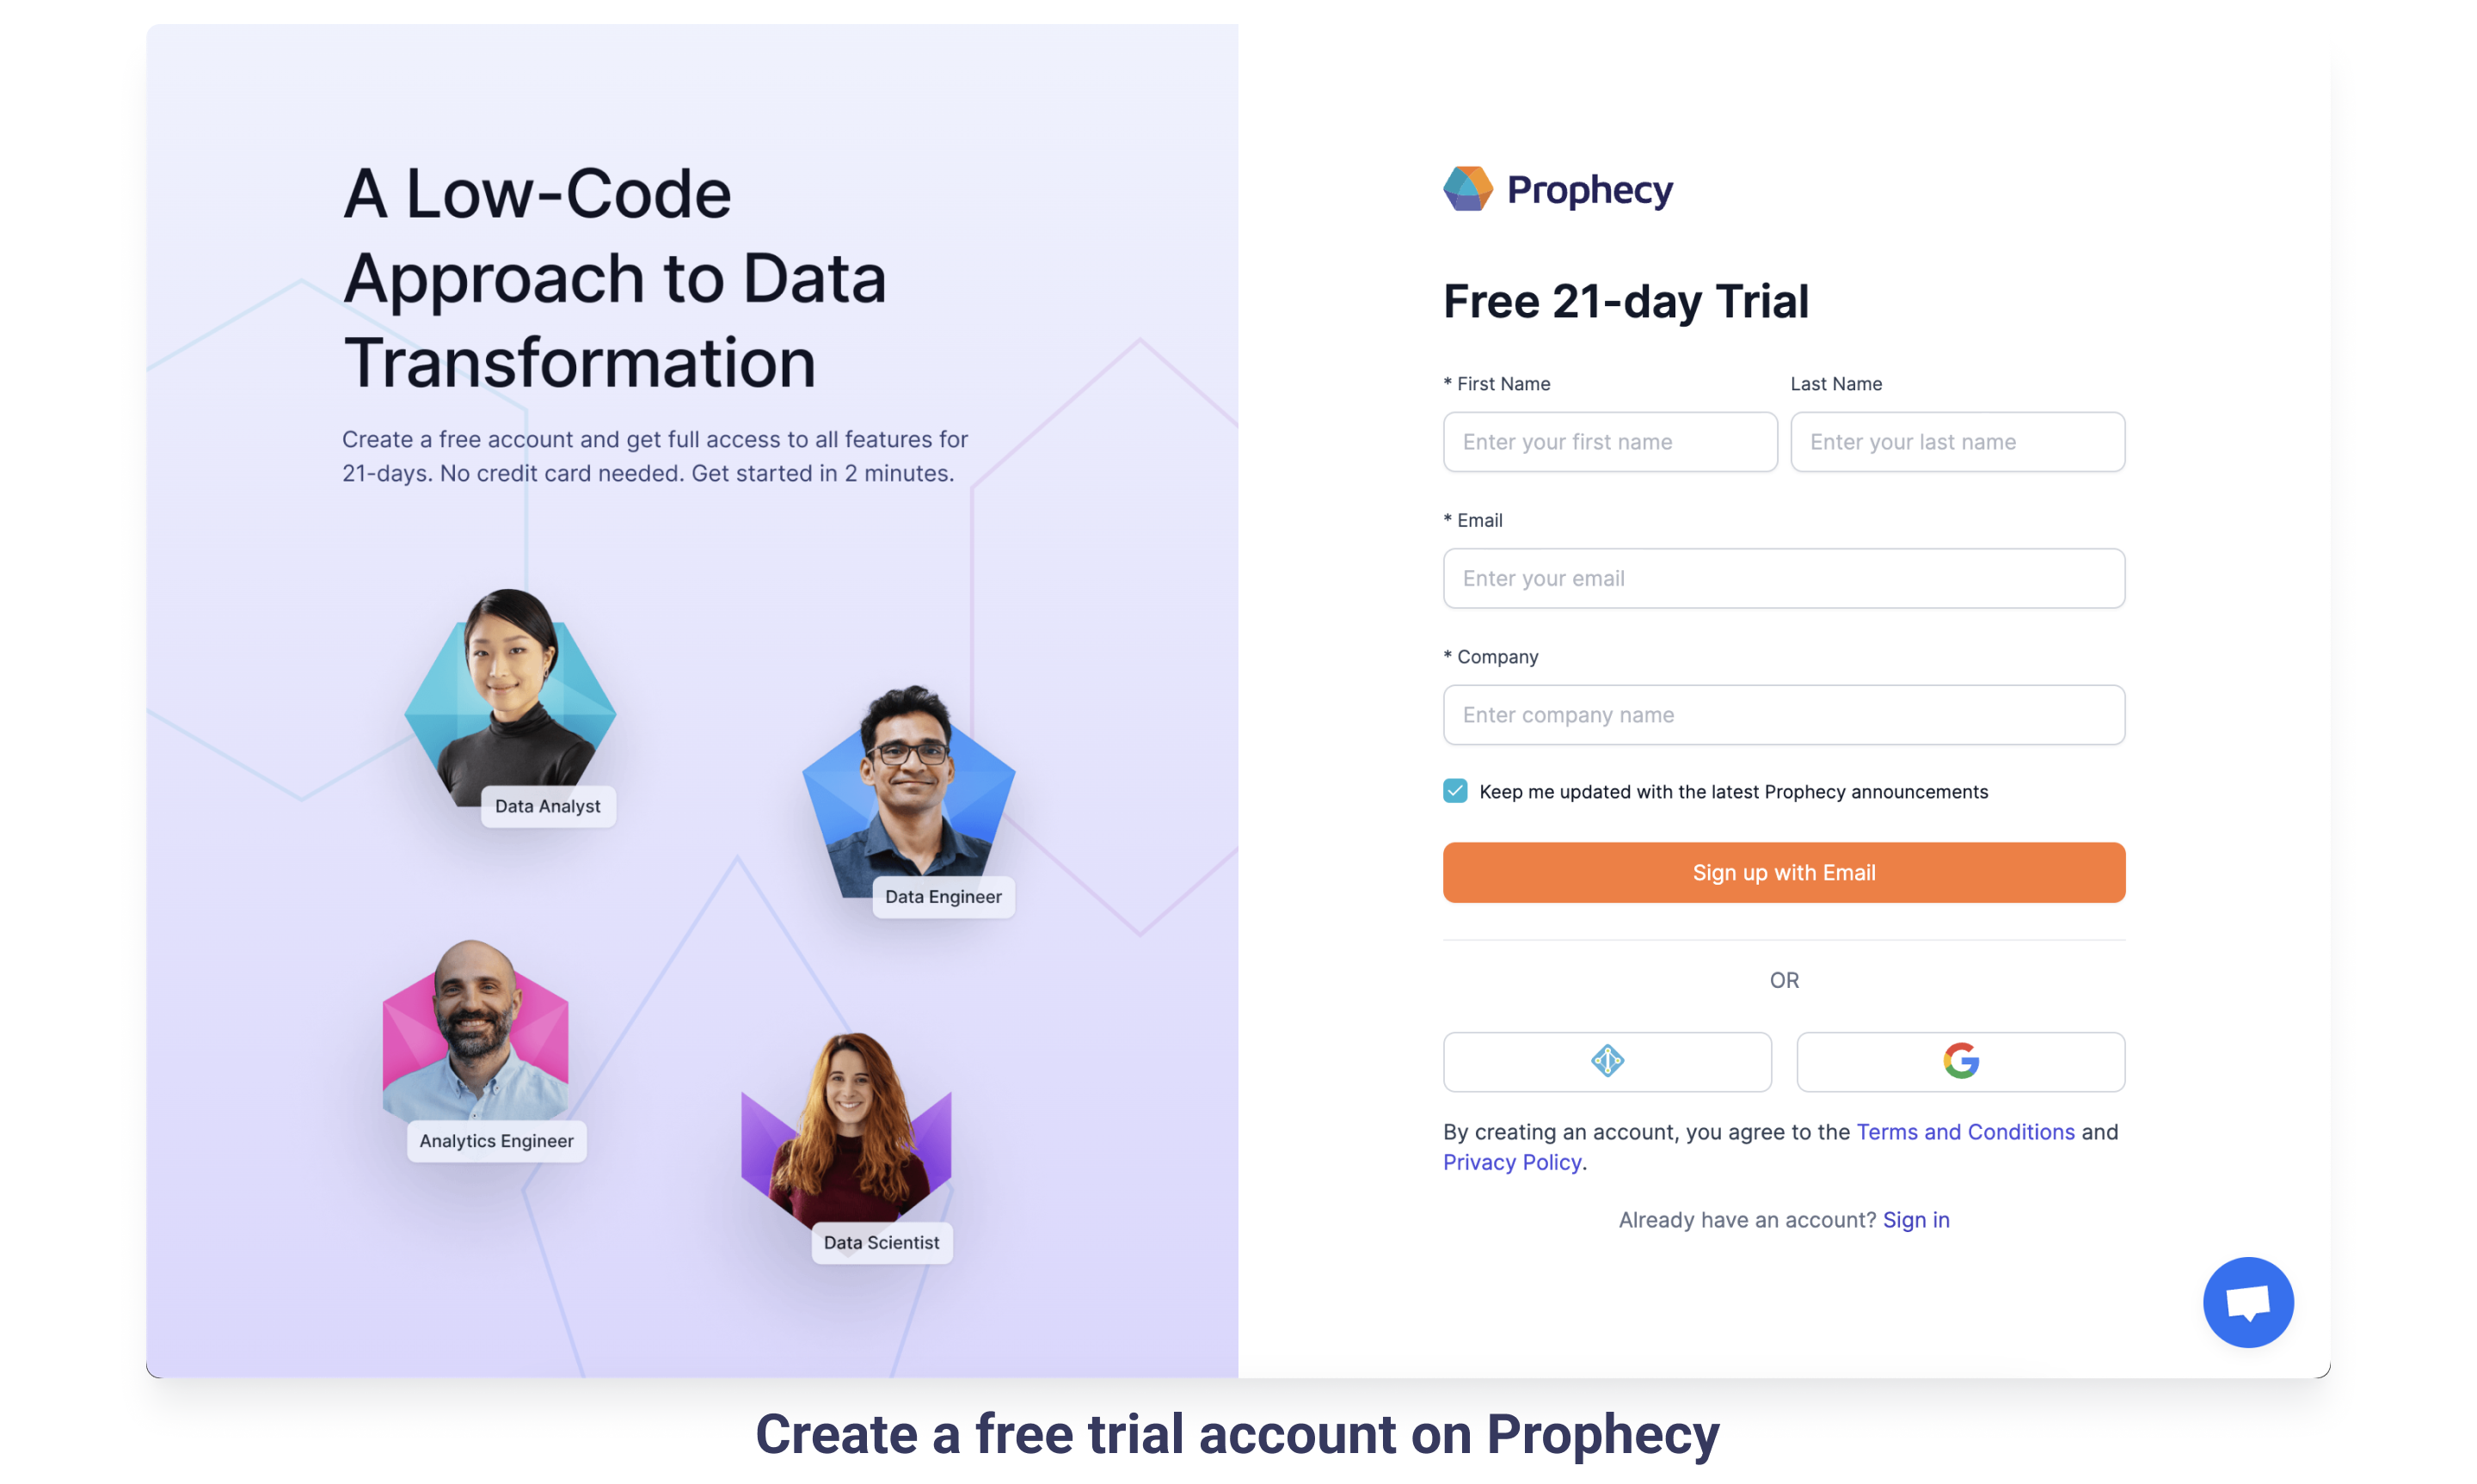 A Low-Code
Approach to Data
Transformation
Create a free account and get full access to all features for
21-days. No credit card needed. Get started in 2 minutes.
Data Analyst
Data Engineer
Analytics Engineer
Data Scientist
Prophecy
Free 21-day Trial
* First Name
Last Name
Enter your first name
Enter your last name
* Email
Enter your email
* Company
Enter company name
Keep me updated with the latest Prophecy announcements
Sign up with Email
OR
By creating an account, you agree to the Terms and Conditions and
Privacy Policy.
Already have an account? Sign in
Create a free trial account on Prophecy